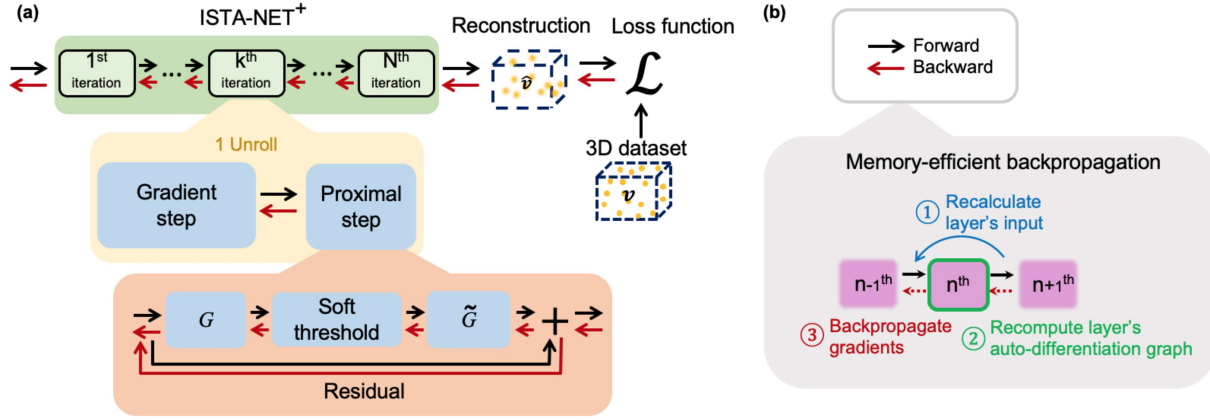 (a)
ISTA-NET⁺
1ˢᵗ
iteration
...
kᵗʰ
iteration
...
Nᵗʰ
iteration
Reconstruction
v̂
Loss function
ℒ
3D dataset
v
1 Unroll
Gradient
step
Proximal
step
G
Soft
threshold
G̃
+
Residual
(b)
Forward
Backward
Memory-efficient backpropagation
① Recalculate
layer's input
n-1ᵗʰ
nᵗʰ
n+1ᵗʰ
③ Backpropagate
gradients
② Recompute layer's
auto-differentiation graph